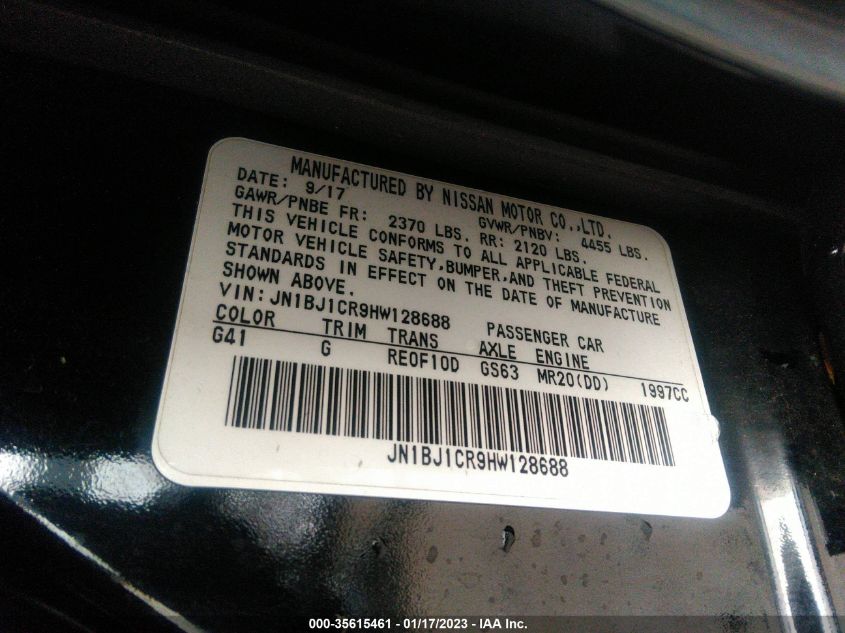 MANUFACTURED BY NISSAN MOTOR CO.,LTD.
DATE: 9/17 GVWR/PNBV: 4455 LBS.
GAWR/PNBE FR: 2370 LBS. RR: 2120 LBS.
THIS VEHICLE CONFORMS TO ALL APPLICABLE FEDERAL
MOTOR VEHICLE SAFETY,BUMPER,AND THEFT PREVENTION
STANDARDS IN EFFECT ON THE DATE OF MANUFACTURE
SHOWN ABOVE.
VIN: JN1BJ1CR9HW128688 PASSENGER CAR
COLOR TRIM TRANS AXLE ENGINE
G41 G RE0F10D GS63 MR20(DD) 1997CC
JN1BJ1CR9HW128688
000-35615461 - 01/17/2023 - IAA Inc.